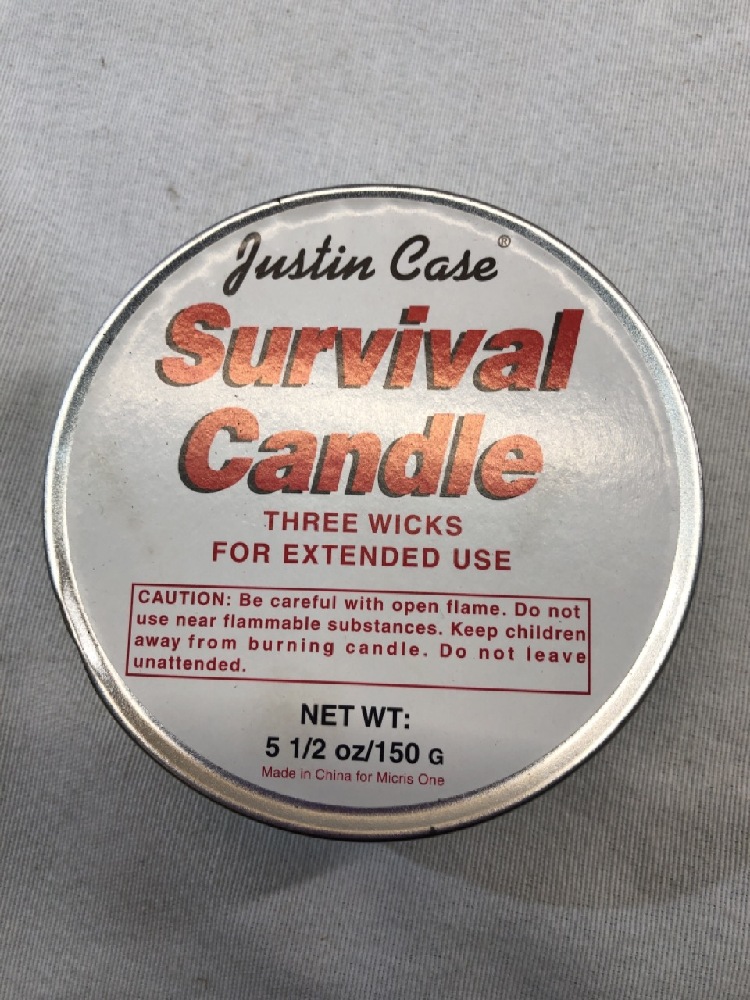 Justin Case®
Survival
Candle
THREE WICKS
FOR EXTENDED USE
CAUTION: Be careful with open flame. Do not
use near flammable substances. Keep children
away from burning candle. Do not leave
unattended.
NET WT:
5 1/2 oz/150 G
Made in China for Micris One